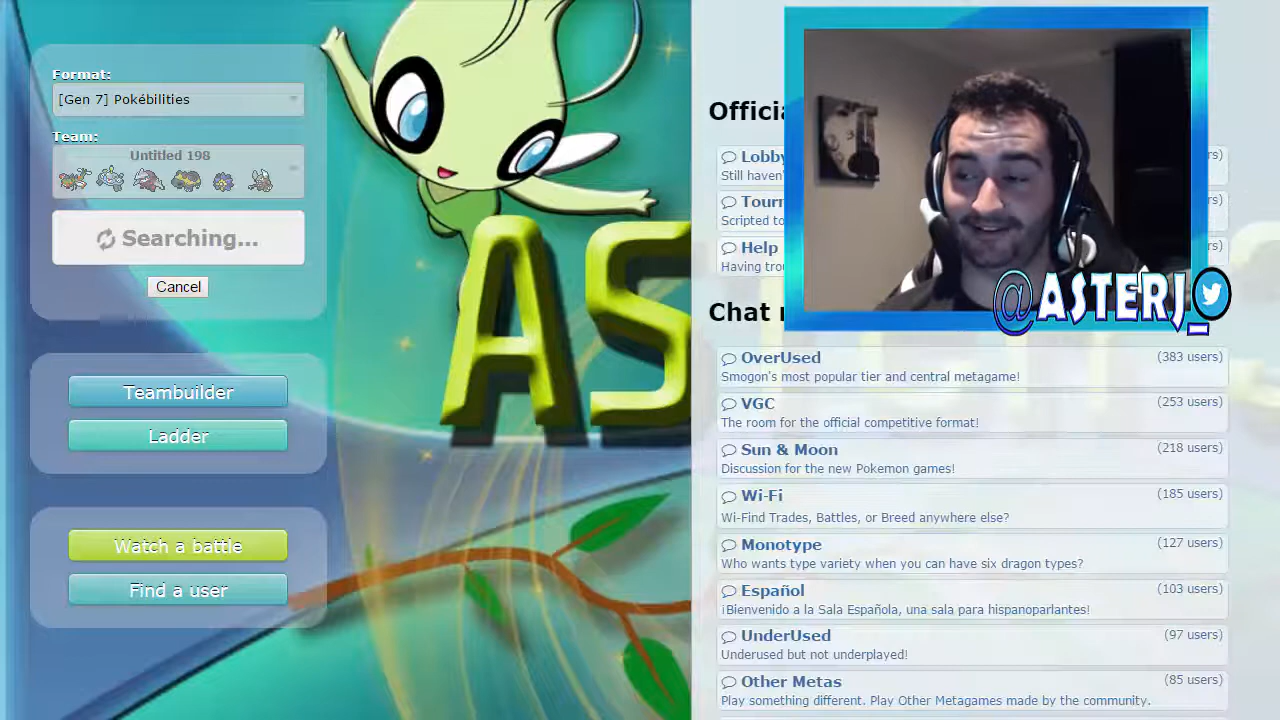 Format:
[Gen 7] Pokébilities
Team:
Untitled 198
Searching...
Cancel
Teambuilder
Ladder
Watch a battle
Find a user
AS
Officia
Lobby
Still haven'
Tourn
Scripted to
Help
Having trou
s)
s)
s)
@ASTERJ_
Chat r
OverUsed (383 users)
Smogon's most popular tier and central metagame!
VGC (253 users)
The room for the official competitive format!
Sun & Moon (218 users)
Discussion for the new Pokemon games!
Wi-Fi (185 users)
Wi-Find Trades, Battles, or Breed anywhere else?
Monotype (127 users)
Who wants type variety when you can have six dragon types?
Español (103 users)
¡Bienvenido a la Sala Española, una sala para hispanoparlantes!
UnderUsed (97 users)
Underused but not underplayed!
Other Metas (85 users)
Play something different. Play Other Metagames made by the community.